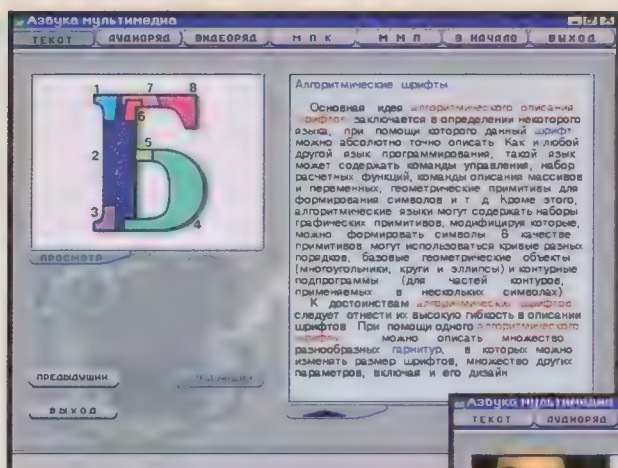 Азбука мультимедиа
ТЕКСТ АУДИОРЯД ВИДЕОРЯД М П К М М П В НАЧАЛО ВЫХОД
1 7 8
6
2 5
3 4
Б
ПРОСМОТР
ПРЕДЫДУЩИЙ
ВЫХОД
Алгоритмические шрифты
Основная идея алгоритмического описания
шрифтов заключается в определении некоторого
языка, при помощи которого данный шрифт
можно абсолютно точно описать Как и любой
другой язык программирования, такой язык
может содержать команды управления, набор
расчетных функций, команды описания массивов
и переменных, геометрические примитивы для
формирования символов и т д Кроме этого,
алгоритмические языки могут содержать наборы
графических примитивов, модифицируя которые,
можно формировать символы В качестве
примитивов могут использоваться кривые разных
порядков, базовые геометрические объекты
(многоугольники, круги и эллипсы) и контурные
подпрограммы (для частей контуров,
применяемых в нескольких символах)
К достоинствам алгоритмических шрифтов
следует отнести их высокую гибкость в описании
шрифтов При помощи одного алгоритмического
можно описать множество
разнообразных гарнитур, в которых можно
изменять размер шрифтов, множество других
параметров, включая и его дизайн
Азбука мультимедиа
ТЕКСТ АУДИОРЯД